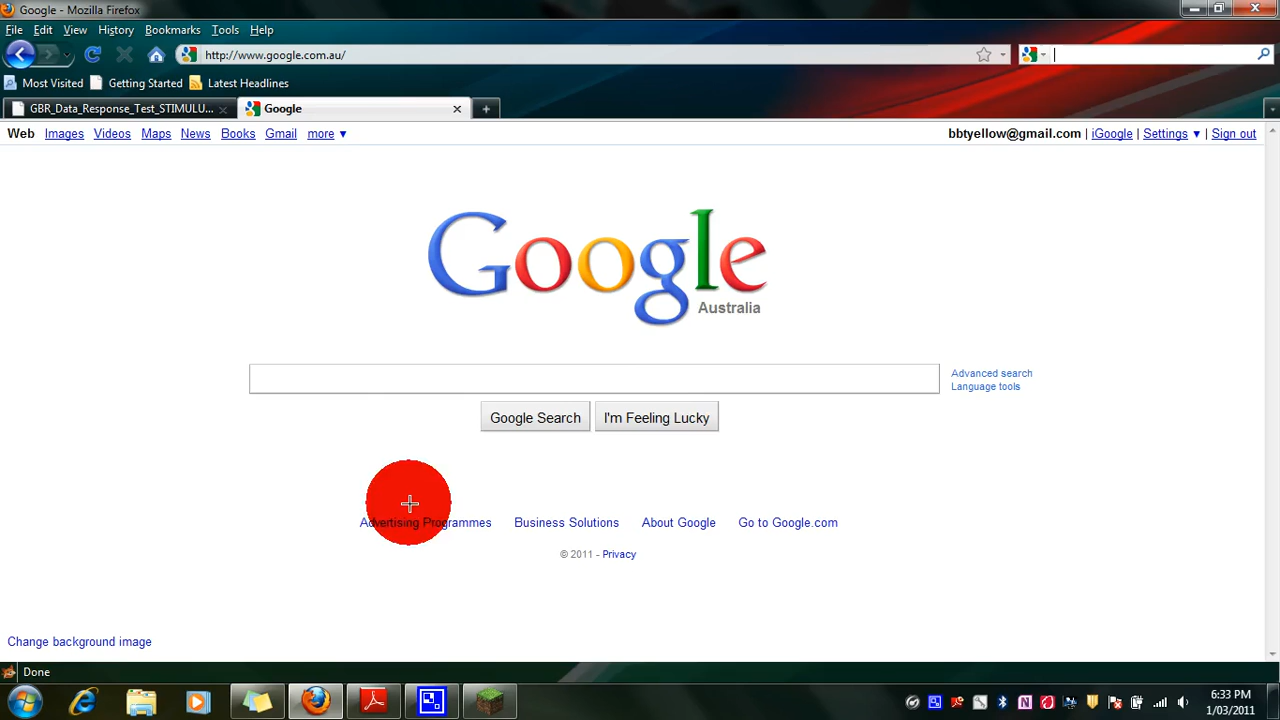 Google - Mozilla Firefox
File Edit View History Bookmarks Tools Help
http://www.google.com.au/
Most Visited Getting Started Latest Headlines
GBR_Data_Response_Test_STIMULU... Google
Web Images Videos Maps News Books Gmail more ▼ bbtyellow@gmail.com | iGoogle | Settings ▼ | Sign out
Google
Australia
Advanced search
Language tools
Google Search I'm Feeling Lucky
Advertising Programmes Business Solutions About Google Go to Google.com
© 2011 - Privacy
Change background image
Done
6:33 PM
1/03/2011